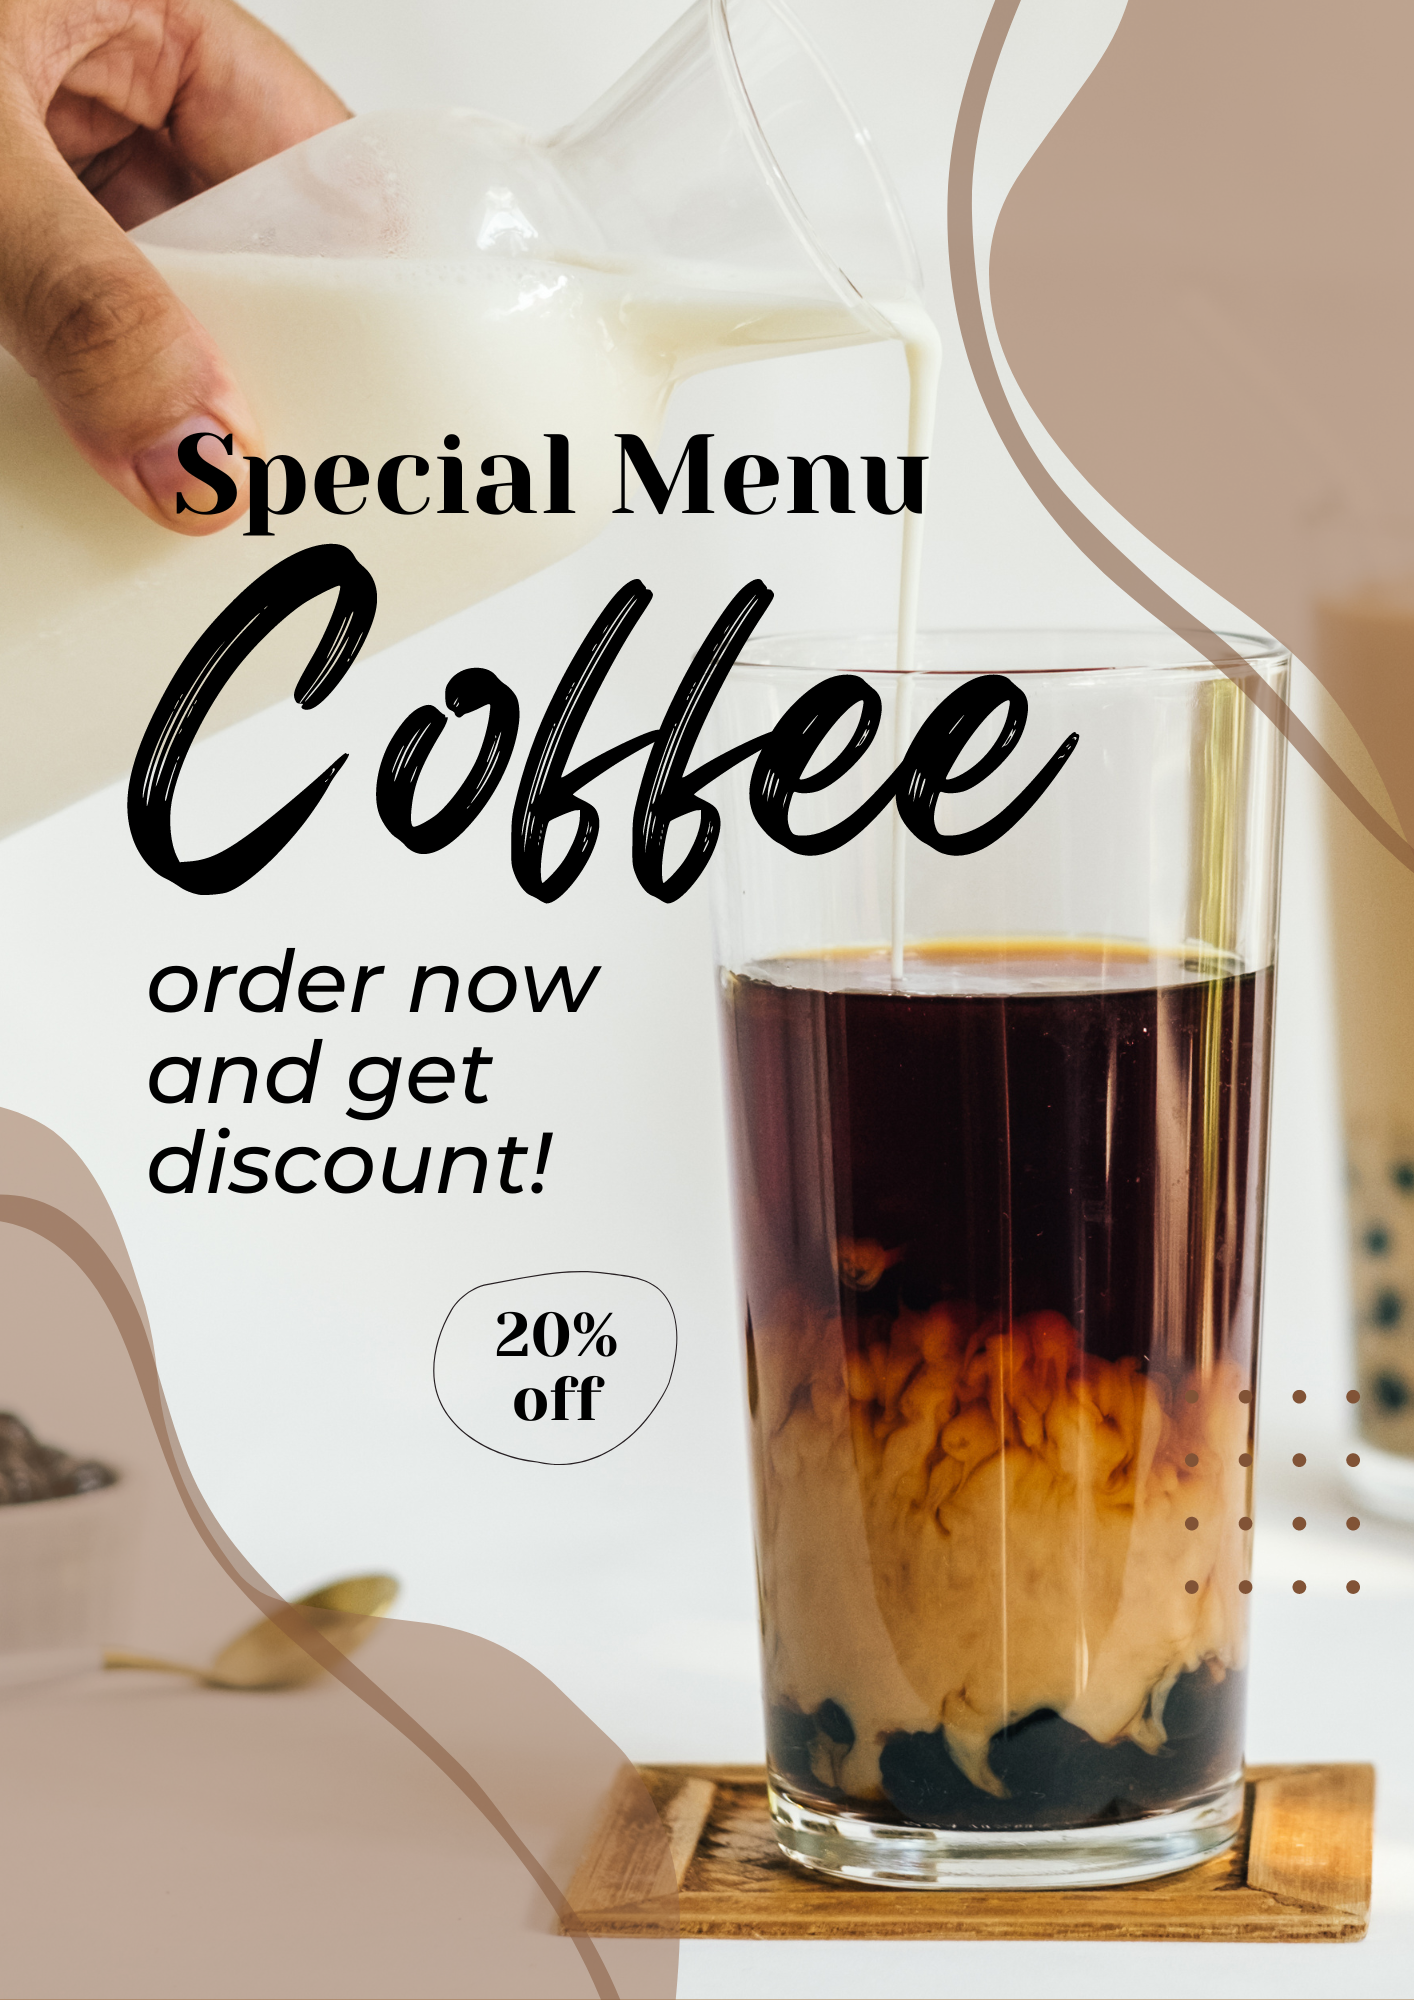 Special Menu
Coffee
order now
and get
discount!
20%
off